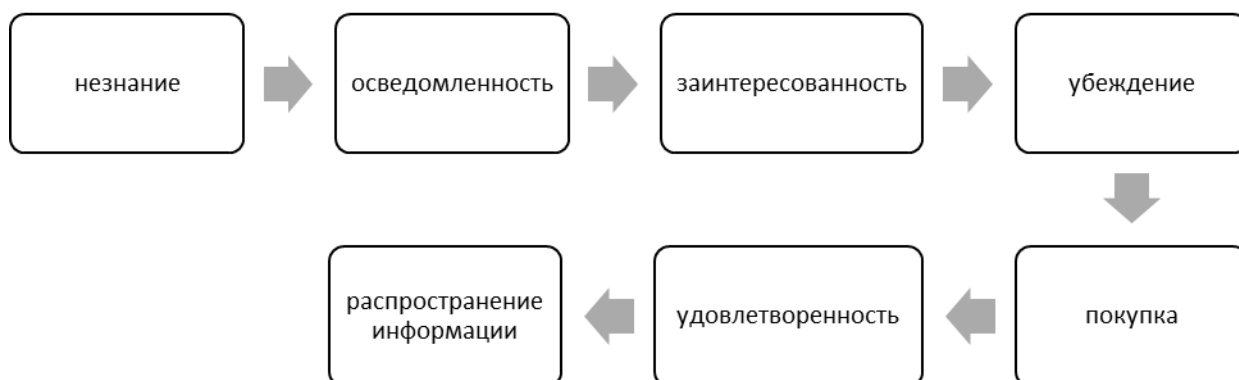 незнание
осведомленность
заинтересованность
убеждение
покупка
удовлетворенность
распространение
информации